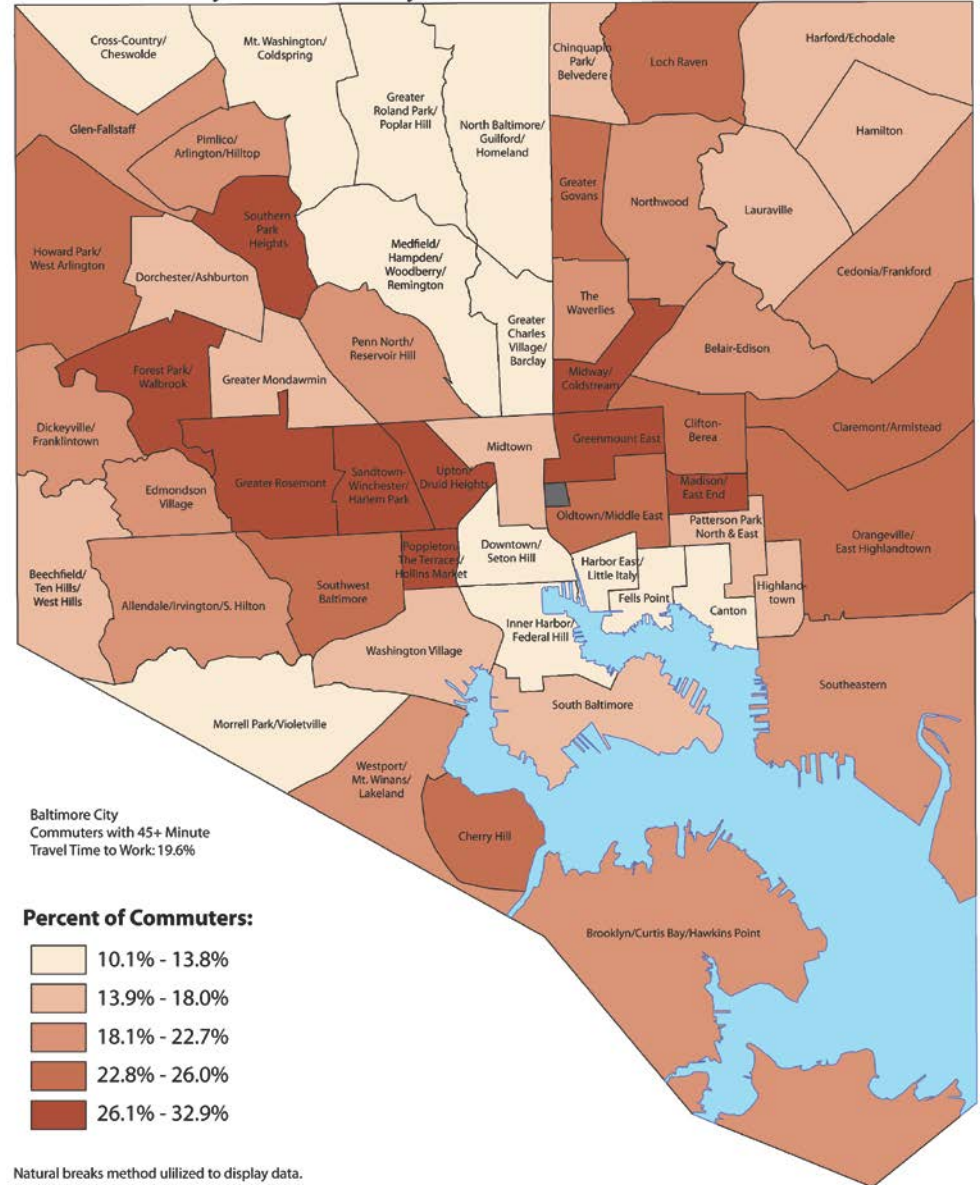 Cross-Country/
Cheswolde
Mt. Washington/
Coldspring
Greater
Roland Park/
Poplar Hill
North Baltimore/
Guilford/
Homeland
Chinquapin
Park/
Belvedere
Loch Raven
Harford/Echodale
Glen-Fallstaff
Pimlico/
Arlington/Hilltop
Hamilton
Greater
Govans
Northwood
Lauraville
Howard Park/
West Arlington
Southern
Park
Heights
Dorchester/Ashburton
Medfield/
Hampden/
Woodberry/
Remington
Cedonia/Frankford
The
Waverlies
Greater
Charles
Village/
Barclay
Penn North/
Reservoir Hill
Belair-Edison
Forest Park/
Walbrook
Greater Mondawmin
Midway/
Coldstream
Dickeyville/
Franklintown
Midtown
Greenmount East
Clifton-
Berea
Claremont/Armistead
Edmondson
Village
Greater Rosemont
Sandtown-
Winchester/
Harlem Park
Upton/
Druid Heights
Madison/
East End
Oldtown/Middle East
Patterson Park
North & East
Orangeville/
East Highlandtown
Beechfield/
Ten Hills/
West Hills
Allendale/Irvington/S. Hilton
Southwest
Baltimore
Poppleton/
The Terraces/
Hollins Market
Downtown/
Seton Hill
Harbor East/
Little Italy
Fells Point
Canton
Highland-
town
Inner Harbor/
Federal Hill
Washington Village
Southeastern
South Baltimore
Morrell Park/Violetville
Westport/
Mt. Winans/
Lakeland
Cherry Hill
Brooklyn/Curtis Bay/Hawkins Point
Baltimore City
Commuters with 45+ Minute
Travel Time to Work: 19.6%
Percent of Commuters:
10.1% - 13.8%
13.9% - 18.0%
18.1% - 22.7%
22.8% - 26.0%
26.1% - 32.9%
Natural breaks method ulilized to display data.